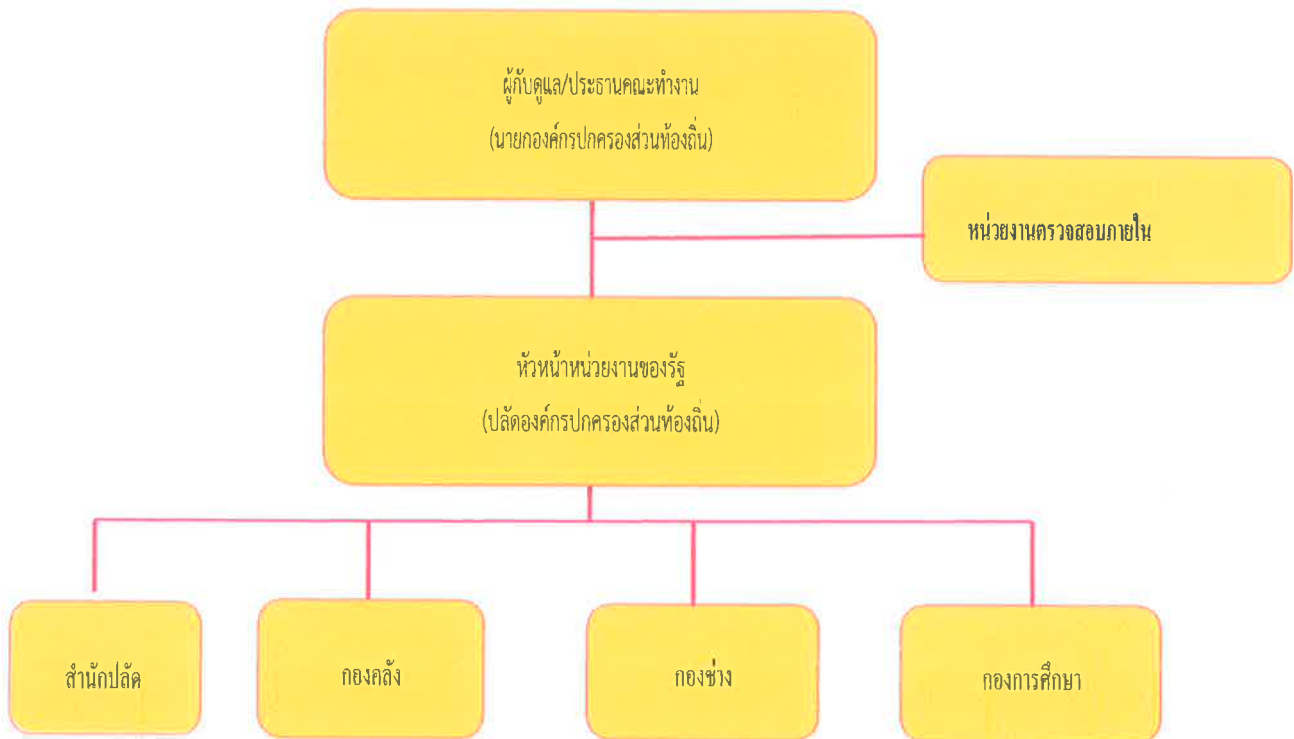 ผู้กับดูแล/ประธานคณะทำงาน
(นายกองค์กรปกครองส่วนท้องถิ่น)
หน่วยงานตรวจสอบภายใน
หัวหน้าหน่วยงานของรัฐ
(ปลัดองค์กรปกครองส่วนท้องถิ่น)
สำนักปลัด
กองคลัง
กองช่าง
กองการศึกษา